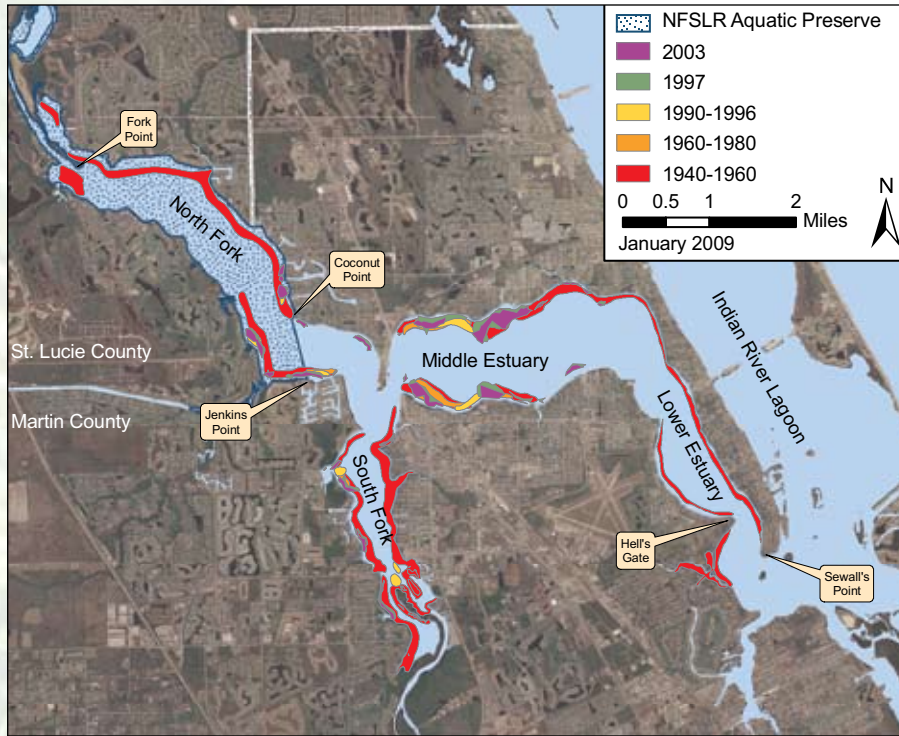 NFSLR Aquatic Preserve
2003
1997
1990-1996
1960-1980
1940-1960
0 0.5 1 2
Miles
January 2009
N
Fork
Point
North Fork
Coconut
Point
St. Lucie County
Martin County
Jenkins
Point
Middle Estuary
South Fork
Lower Estuary
Indian River Lagoon
Hell's
Gate
Sewall's
Point